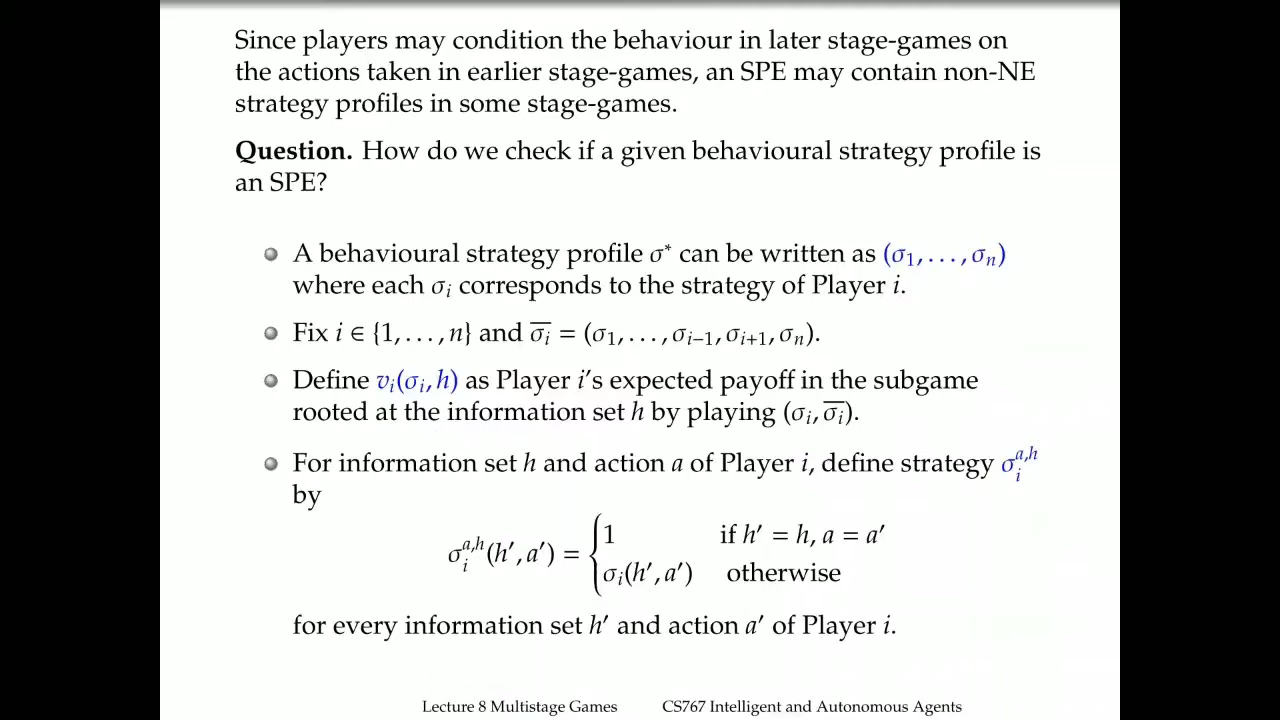 Since players may condition the behaviour in later stage-games on
the actions taken in earlier stage-games, an SPE may contain non-NE
strategy profiles in some stage-games.
Question. How do we check if a given behavioural strategy profile is
an SPE?
A behavioural strategy profile σ* can be written as (σ₁, . . . , σₙ)
where each σᵢ corresponds to the strategy of Player i.
Fix i ∈ {1, . . . , n} and σ̅ᵢ = (σ₁, . . . , σᵢ₋₁, σᵢ₊₁, σₙ).
Define vᵢ(σᵢ, h) as Player i's expected payoff in the subgame
rooted at the information set h by playing (σᵢ, σ̅ᵢ).
For information set h and action a of Player i, define strategy σᵢ^{a,h}
by
σᵢ^{a,h}(h′, a′) = { 1 if h′ = h, a = a′
σᵢ(h′, a′) otherwise
for every information set h′ and action a′ of Player i.
Lecture 8 Multistage Games CS767 Intelligent and Autonomous Agents